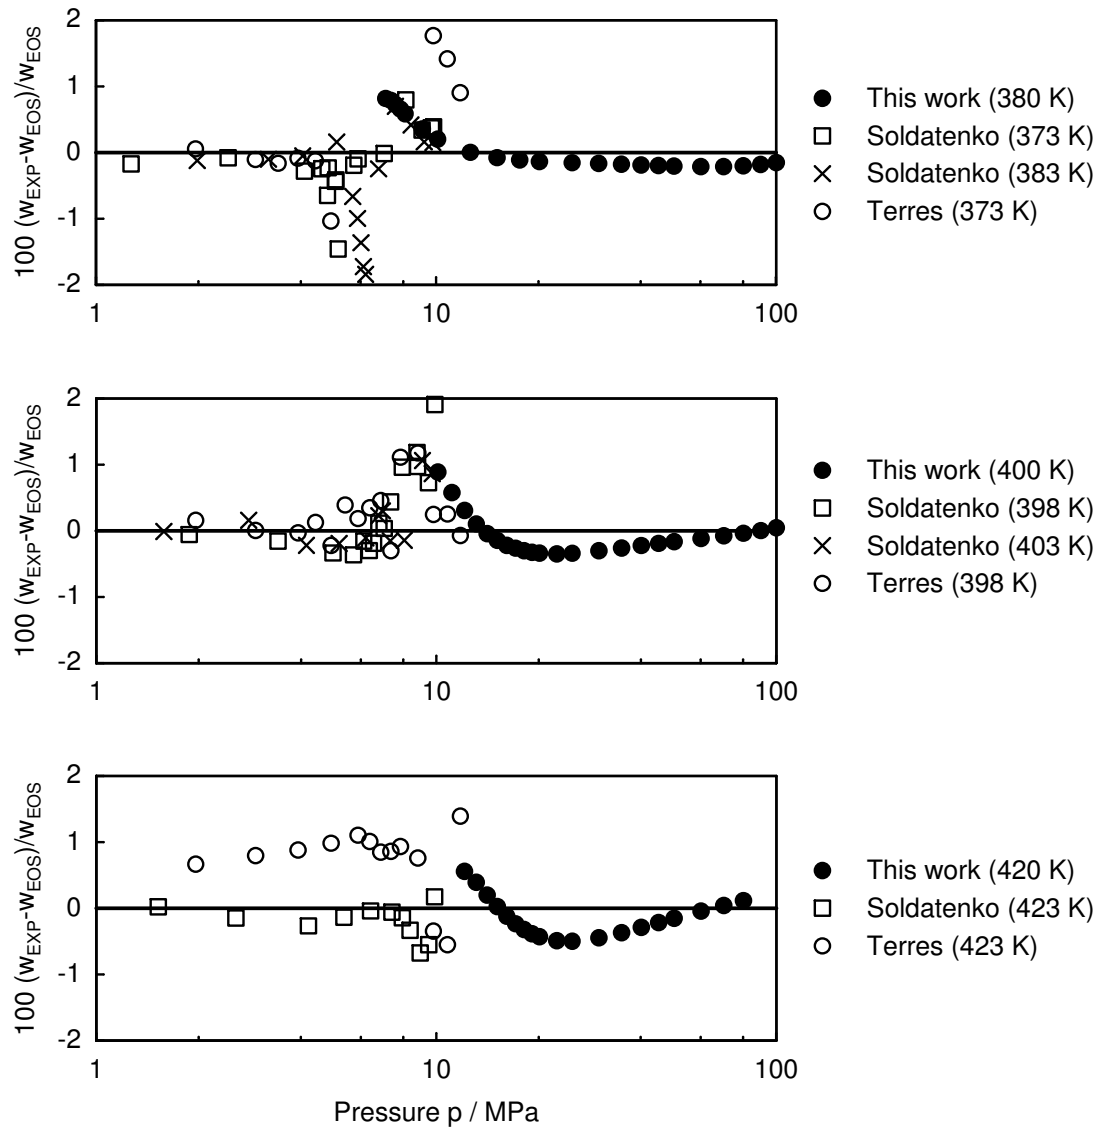 100 (wEXP-wEOS)/wEOS
2
1
0
-1
-2
1
10
100
This work (380 K)
Soldatenko (373 K)
Soldatenko (383 K)
Terres (373 K)
100 (wEXP-wEOS)/wEOS
2
1
0
-1
-2
1
10
100
This work (400 K)
Soldatenko (398 K)
Soldatenko (403 K)
Terres (398 K)
100 (wEXP-wEOS)/wEOS
2
1
0
-1
-2
1
10
100
This work (420 K)
Soldatenko (423 K)
Terres (423 K)
Pressure p / MPa